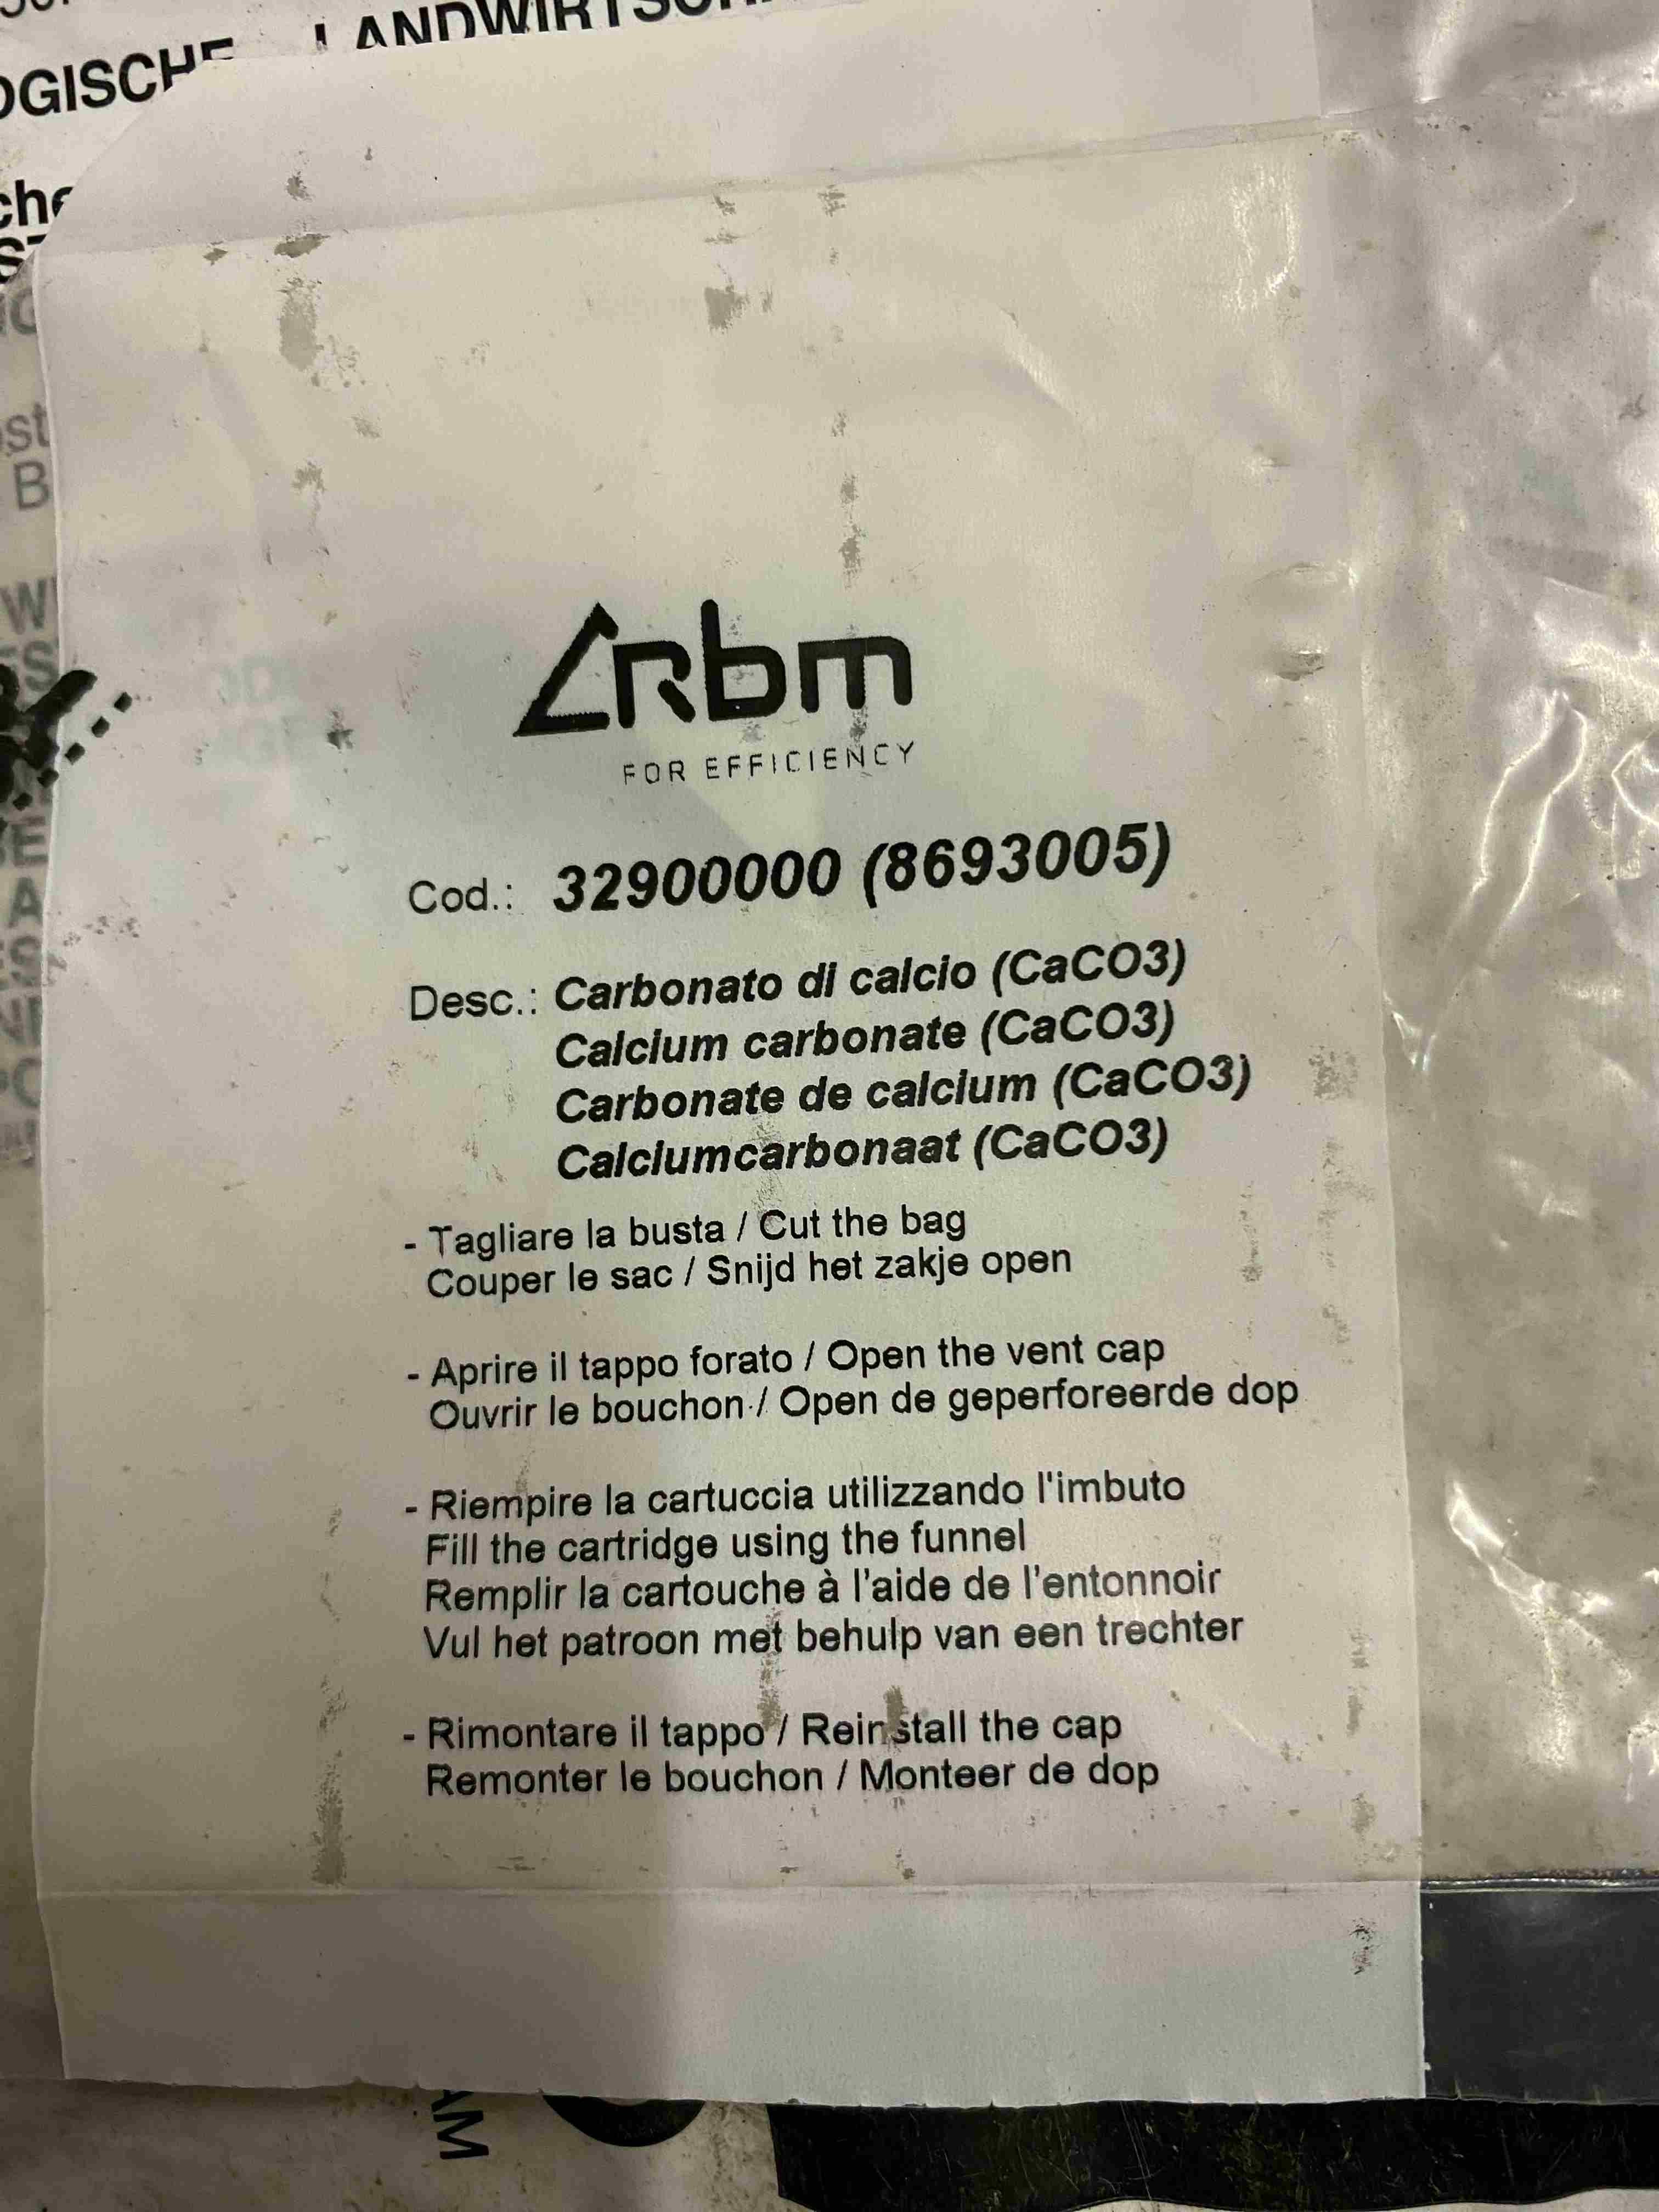 rbm
FOR EFFICIENCY
Cod.: 32900000 (8693005)
Desc.: Carbonato di calcio (CaCO3)
Calcium carbonate (CaCO3)
Carbonate de calcium (CaCO3)
Calciumcarbonaat (CaCO3)
- Tagliare la busta / Cut the bag
Couper le sac / Snijd het zakje open
- Aprire il tappo forato / Open the vent cap
Ouvrir le bouchon / Open de geperforeerde dop
- Riempire la cartuccia utilizzando l'imbuto
Fill the cartridge using the funnel
Remplir la cartouche à l'aide de l'entonnoir
Vul het patroon met behulp van een trechter
- Rimontare il tappo / Reinstall the cap
Remonter le bouchon / Monteer de dop